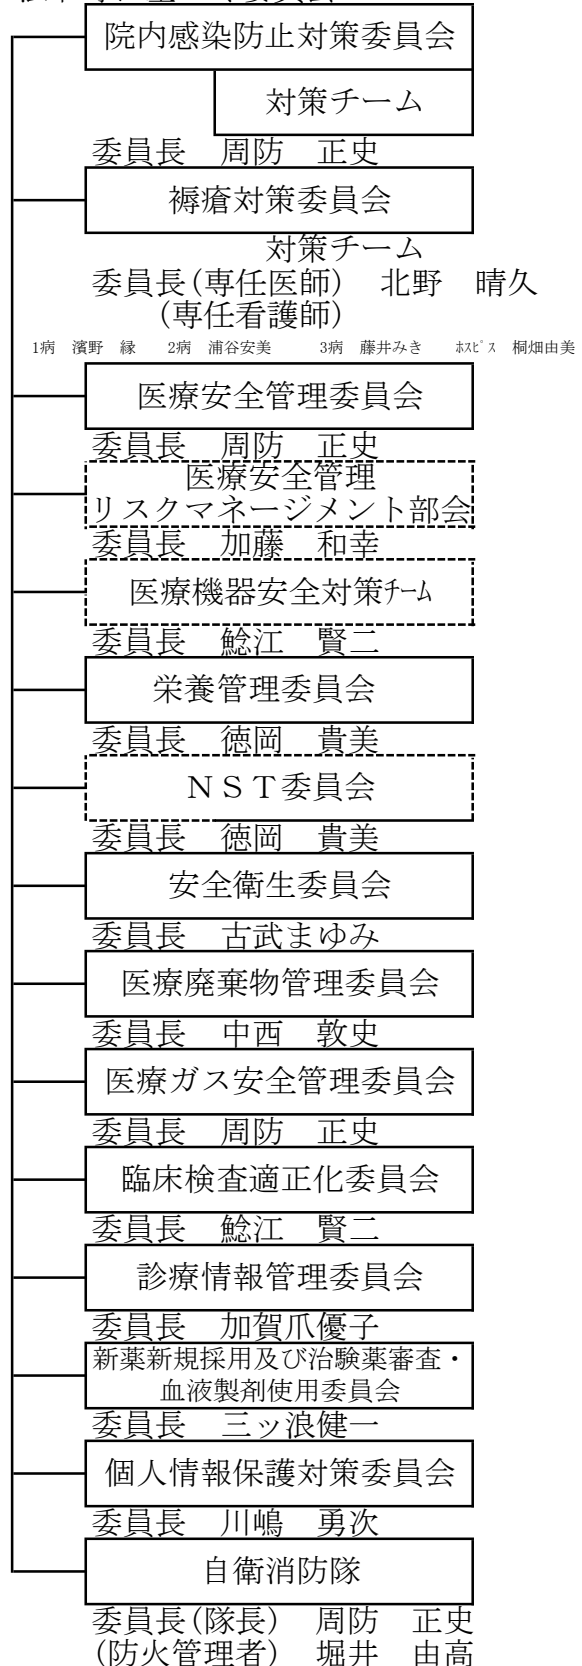 院内感染防止対策委員会
対策チーム
委員長　周防　正史
褥瘡対策委員会
対策チーム
委員長(専任医師)　北野　晴久
(専任看護師)
1病　濱野　縁　　2病　浦谷安美　　3病　藤井みき　　ﾎｽﾋﾟｽ　桐畑由美
医療安全管理委員会
委員長　周防　正史
医療安全管理
リスクマネージメント部会
委員長　加藤　和幸
医療機器安全対策ﾁｰﾑ
委員長　鯰江　賢二
栄養管理委員会
委員長　徳岡　貴美
ＮＳＴ委員会
委員長　徳岡　貴美
安全衛生委員会
委員長　古武まゆみ
医療廃棄物管理委員会
委員長　中西　敦史
医療ガス安全管理委員会
委員長　周防　正史
臨床検査適正化委員会
委員長　鯰江　賢二
診療情報管理委員会
委員長　加賀爪優子
新薬新規採用及び治験薬審査・
血液製剤使用委員会
委員長　三ッ浪健一
個人情報保護対策委員会
委員長　川嶋　勇次
自衛消防隊
委員長(隊長)　周防　正史
(防火管理者)　堀井　由高